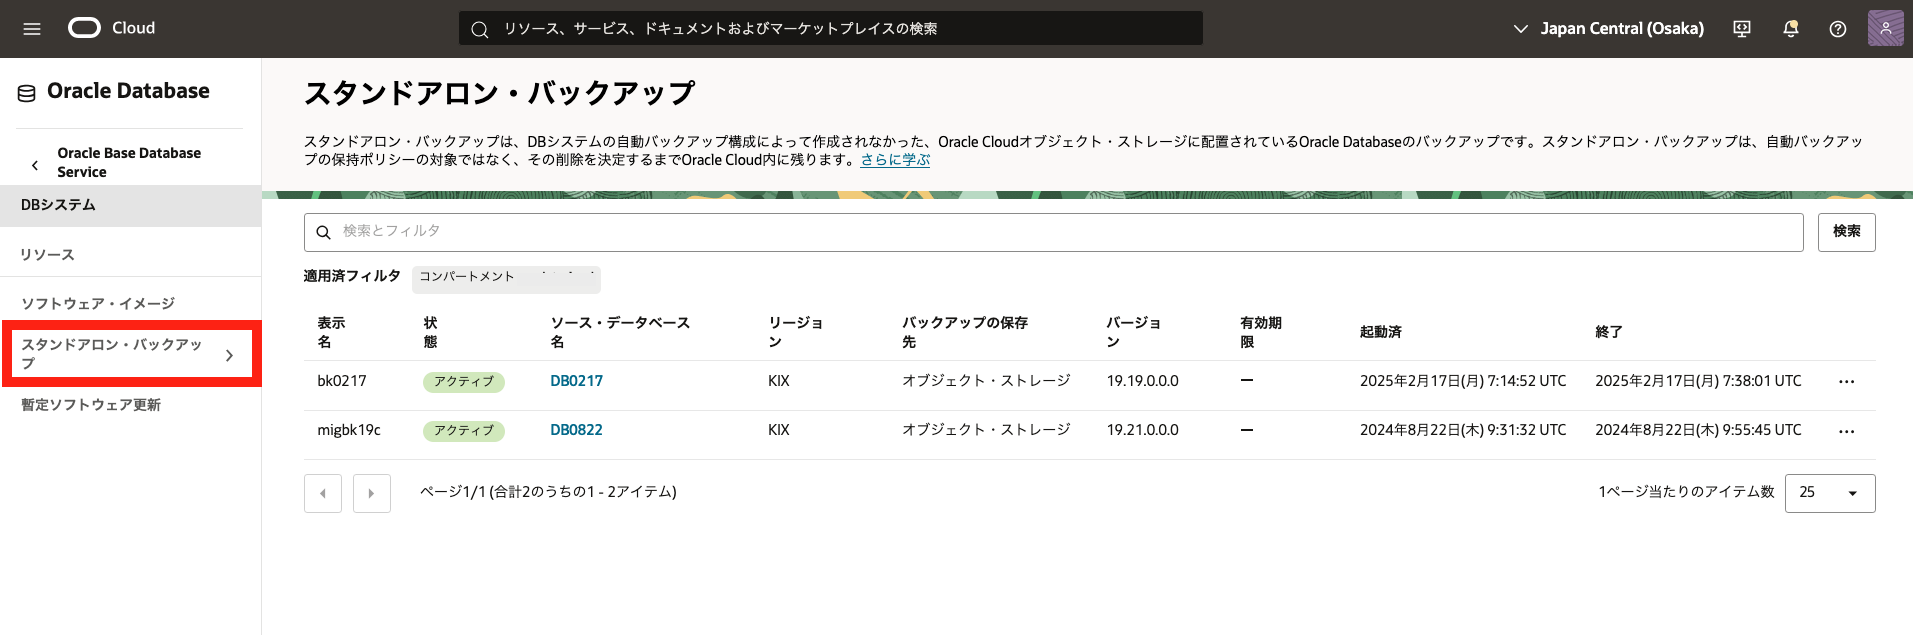 Cloud
リソース、サービス、ドキュメントおよびマーケットプレイスの検索
Japan Central (Osaka)
Oracle Database
Oracle Base Database
Service
DBシステム
リソース
ソフトウェア・イメージ
スタンドアロン・バックアッ
プ
暫定ソフトウェア更新
スタンドアロン・バックアップ
スタンドアロン・バックアップは、DBシステムの自動バックアップ構成によって作成されなかった、Oracle Cloudオブジェクト・ストレージに配置されているOracle Databaseのバックアップです。スタンドアロン・バックアップは、自動バックアッ
プの保持ポリシーの対象ではなく、その削除を決定するまでOracle Cloud内に残ります。さらに学ぶ
検索とフィルタ
検索
適用済フィルタ コンパートメント
表示名 状態 ソース・データベース名 リージョン バックアップの保存先 バージョン 有効期限 起動済 終了
bk0217 アクティブ DB0217 KIX オブジェクト・ストレージ 19.19.0.0.0 — 2025年2月17日(月) 7:14:52 UTC 2025年2月17日(月) 7:38:01 UTC
migbk19c アクティブ DB0822 KIX オブジェクト・ストレージ 19.21.0.0.0 — 2024年8月22日(木) 9:31:32 UTC 2024年8月22日(木) 9:55:45 UTC
ページ1/1 (合計2のうちの1 - 2アイテム)
1ページ当たりのアイテム数 25